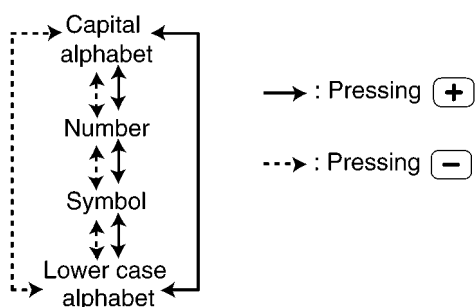 Capital
alphabet
Number
Symbol
Lower case
alphabet
: Pressing +
: Pressing −